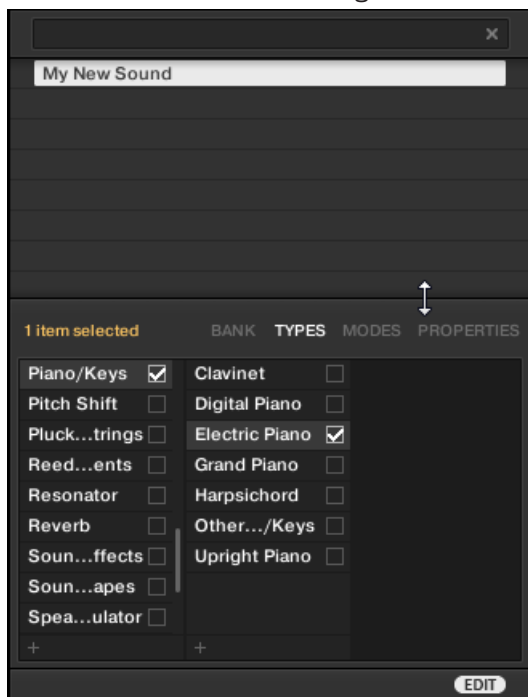 My New Sound
1 item selected
BANK TYPES MODES PROPERTIES
Piano/Keys
Pitch Shift
Pluck...trings
Reed...ents
Resonator
Reverb
Soun...ffects
Soun...apes
Spea...ulator
+
Clavinet
Digital Piano
Electric Piano
Grand Piano
Harpsichord
Other.../Keys
Upright Piano
+
EDIT